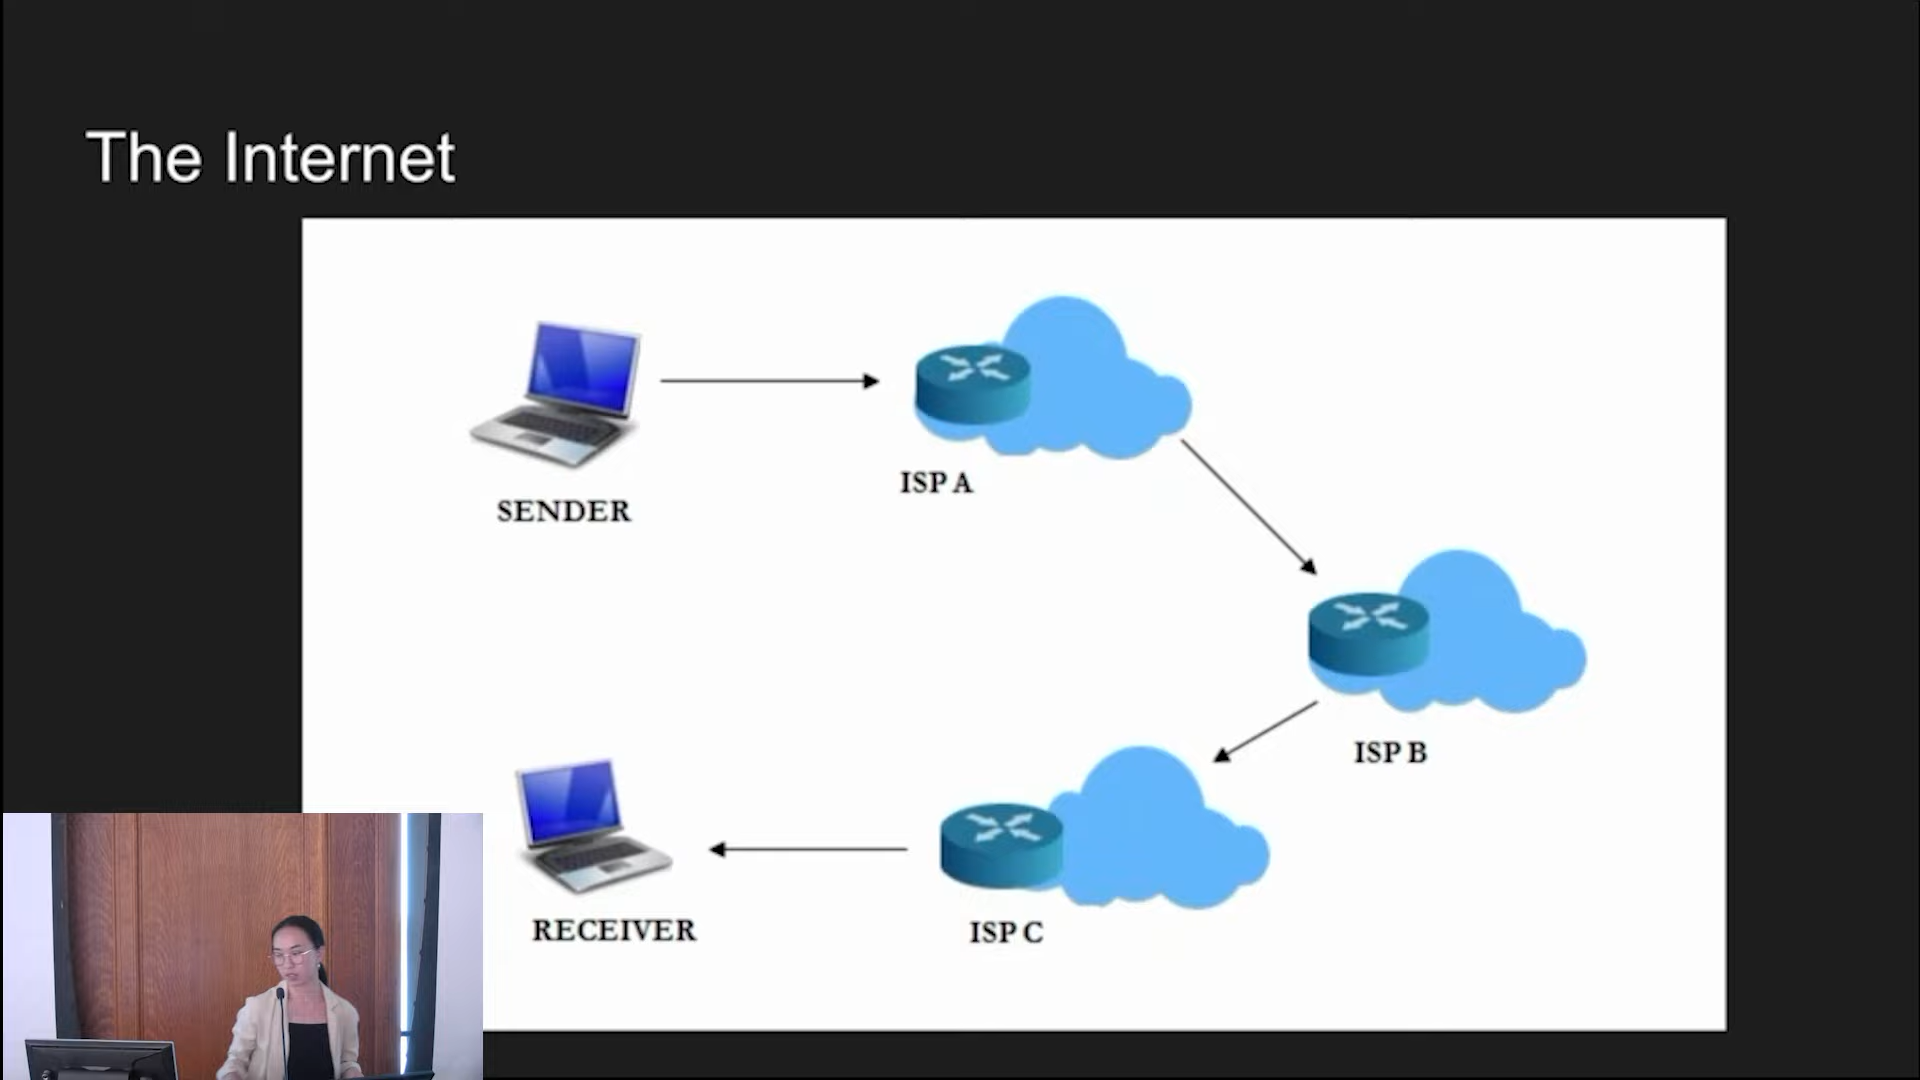 The Internet
SENDER
ISP A
ISP B
RECEIVER
ISP C